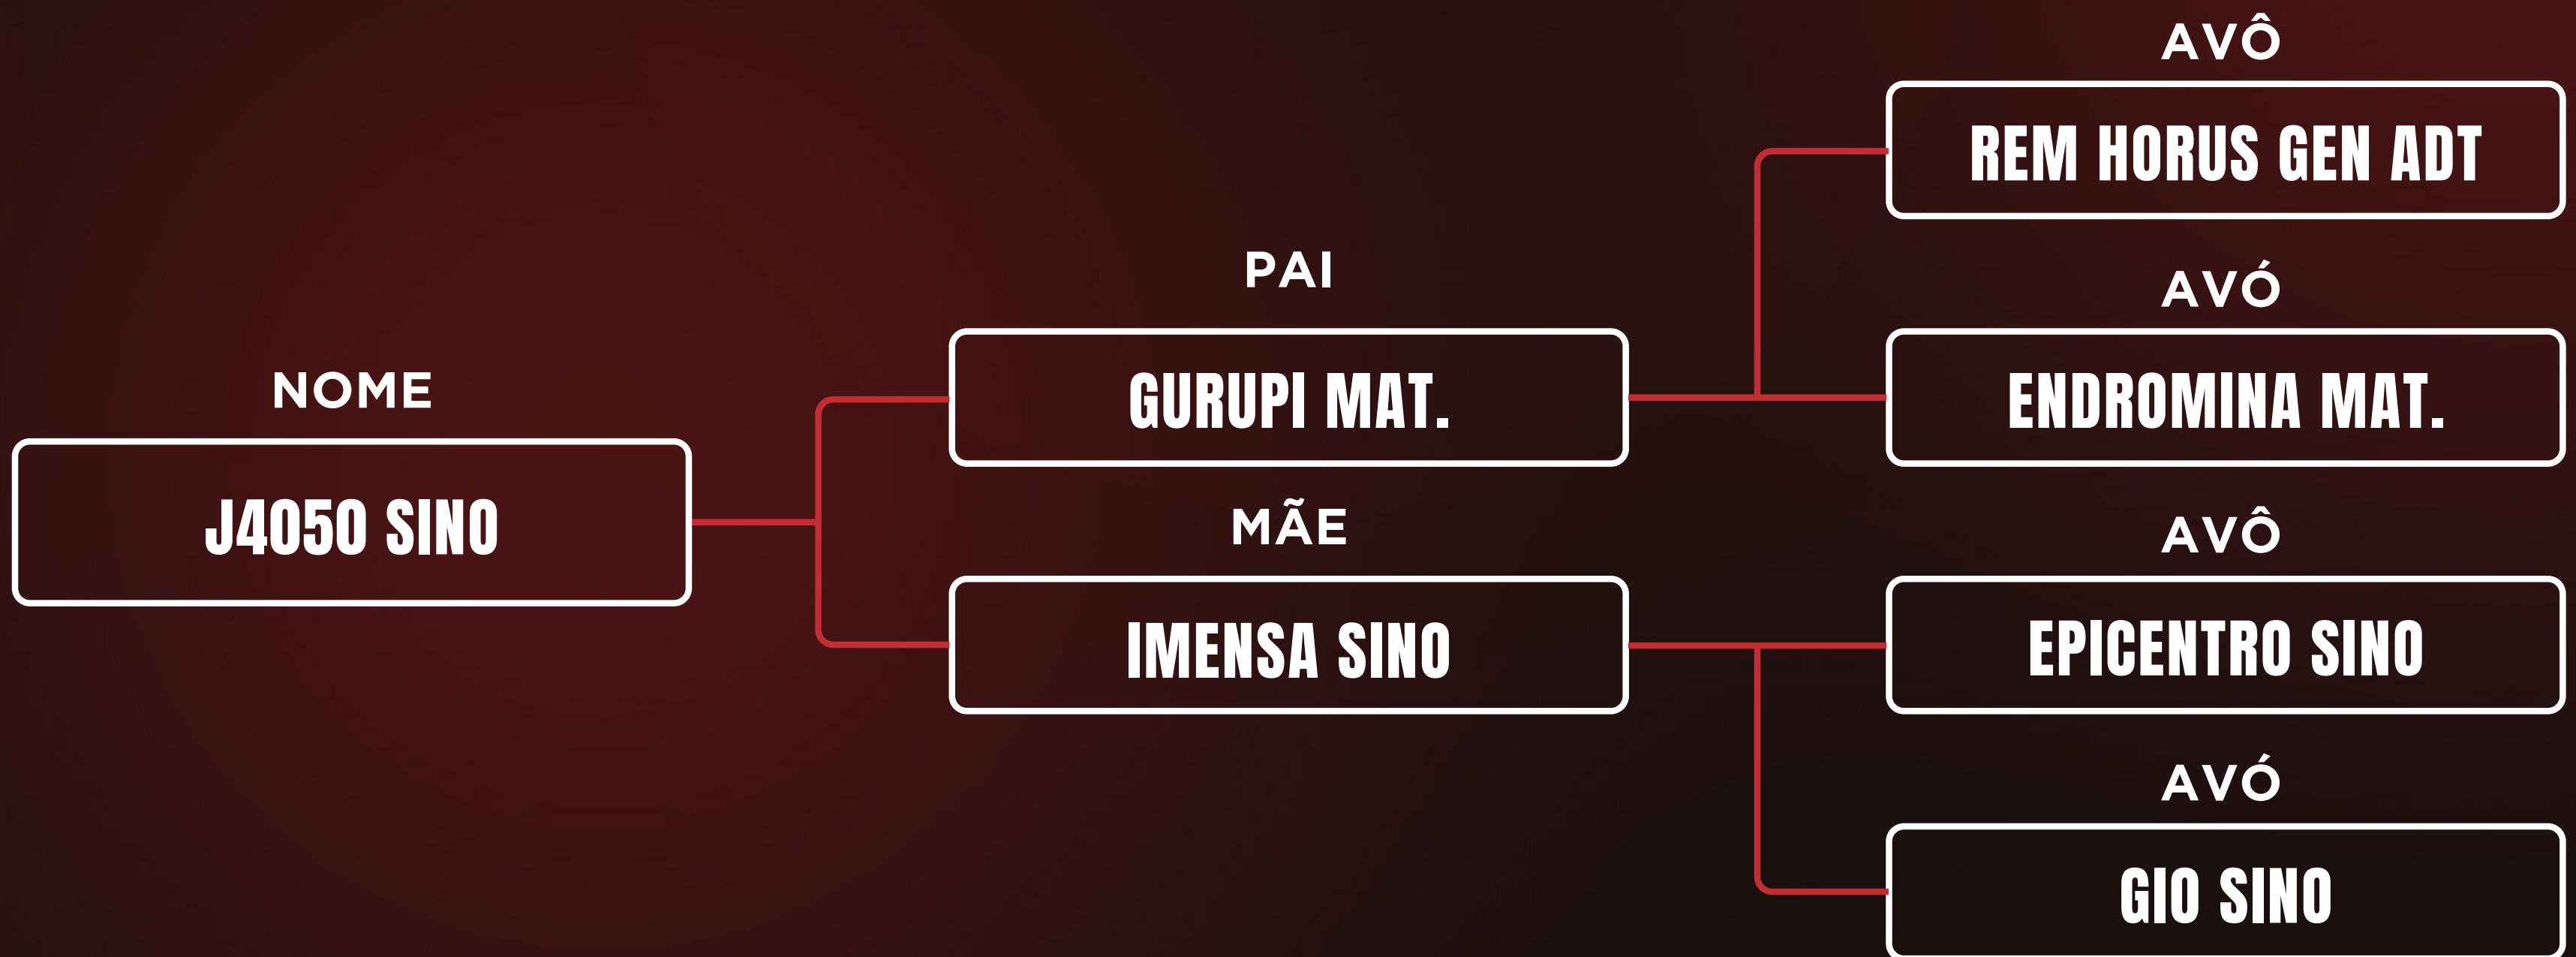 NOME
J4050 SINO
PAI
GURUPI MAT.
MÃE
IMENSA SINO
AVÔ
REM HORUS GEN ADT
AVÓ
ENDROMINA MAT.
AVÔ
EPICENTRO SINO
AVÓ
GIO SINO